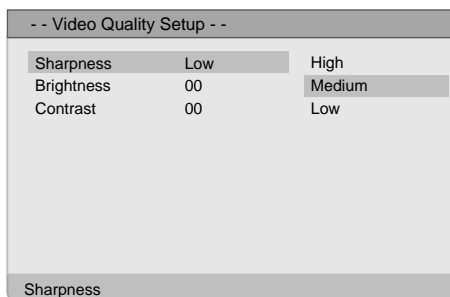 - - Video Quality Setup - -
Sharpness Low High
Brightness 00 Medium
Contrast 00 Low
Sharpness